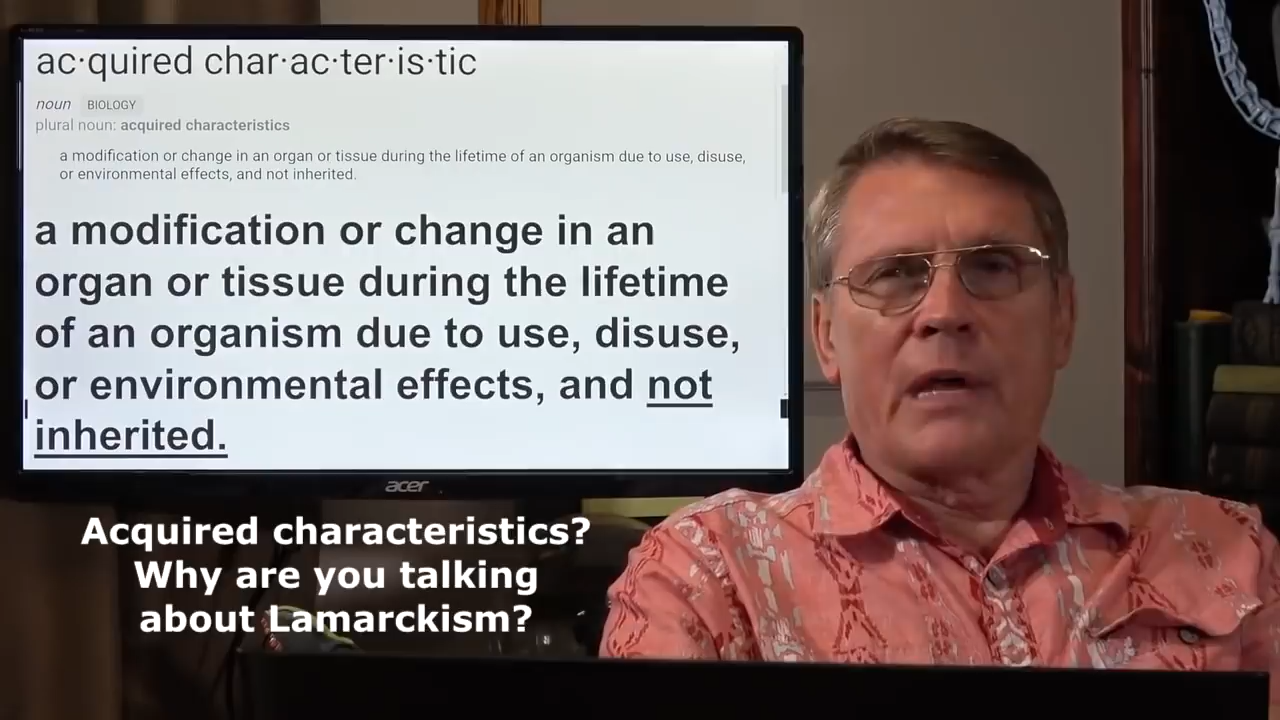 ac·quired char·ac·ter·is·tic
noun BIOLOGY
plural noun: acquired characteristics
a modification or change in an organ or tissue during the lifetime of an organism due to use, disuse,
or environmental effects, and not inherited.
a modification or change in an
organ or tissue during the lifetime
of an organism due to use, disuse,
or environmental effects, and not
inherited.
acer
Acquired characteristics?
Why are you talking
about Lamarckism?